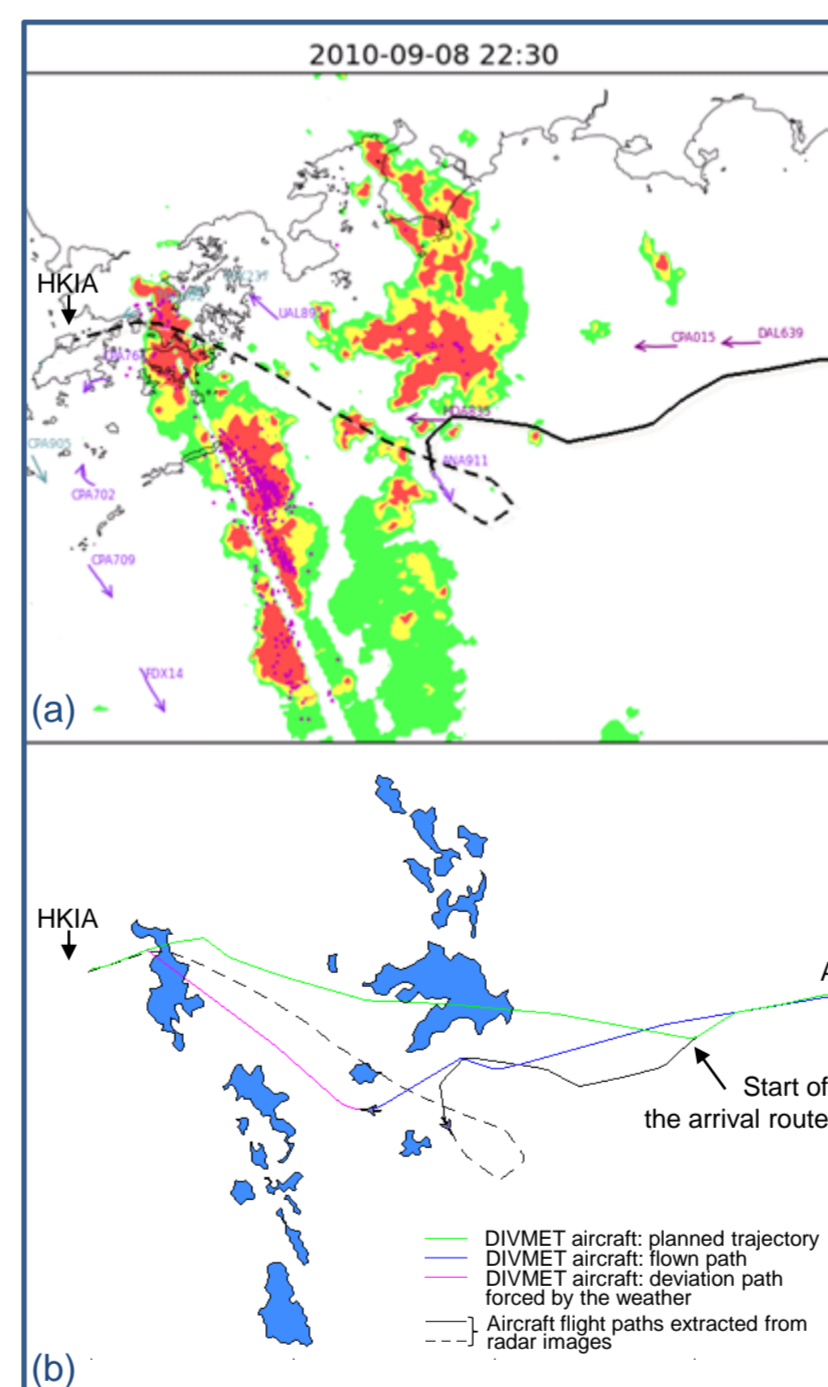 2010-09-08 22:30
HKIA
UAL895
CPA015
DAL639
HDA835
CPA905
ANA911
CPA702
CPA709
FDX14
(a)
HKIA
A
Start of
the arrival route
DIVMET aircraft: planned trajectory
DIVMET aircraft: flown path
DIVMET aircraft: deviation path
forced by the weather
Aircraft flight paths extracted from
radar images
(b)